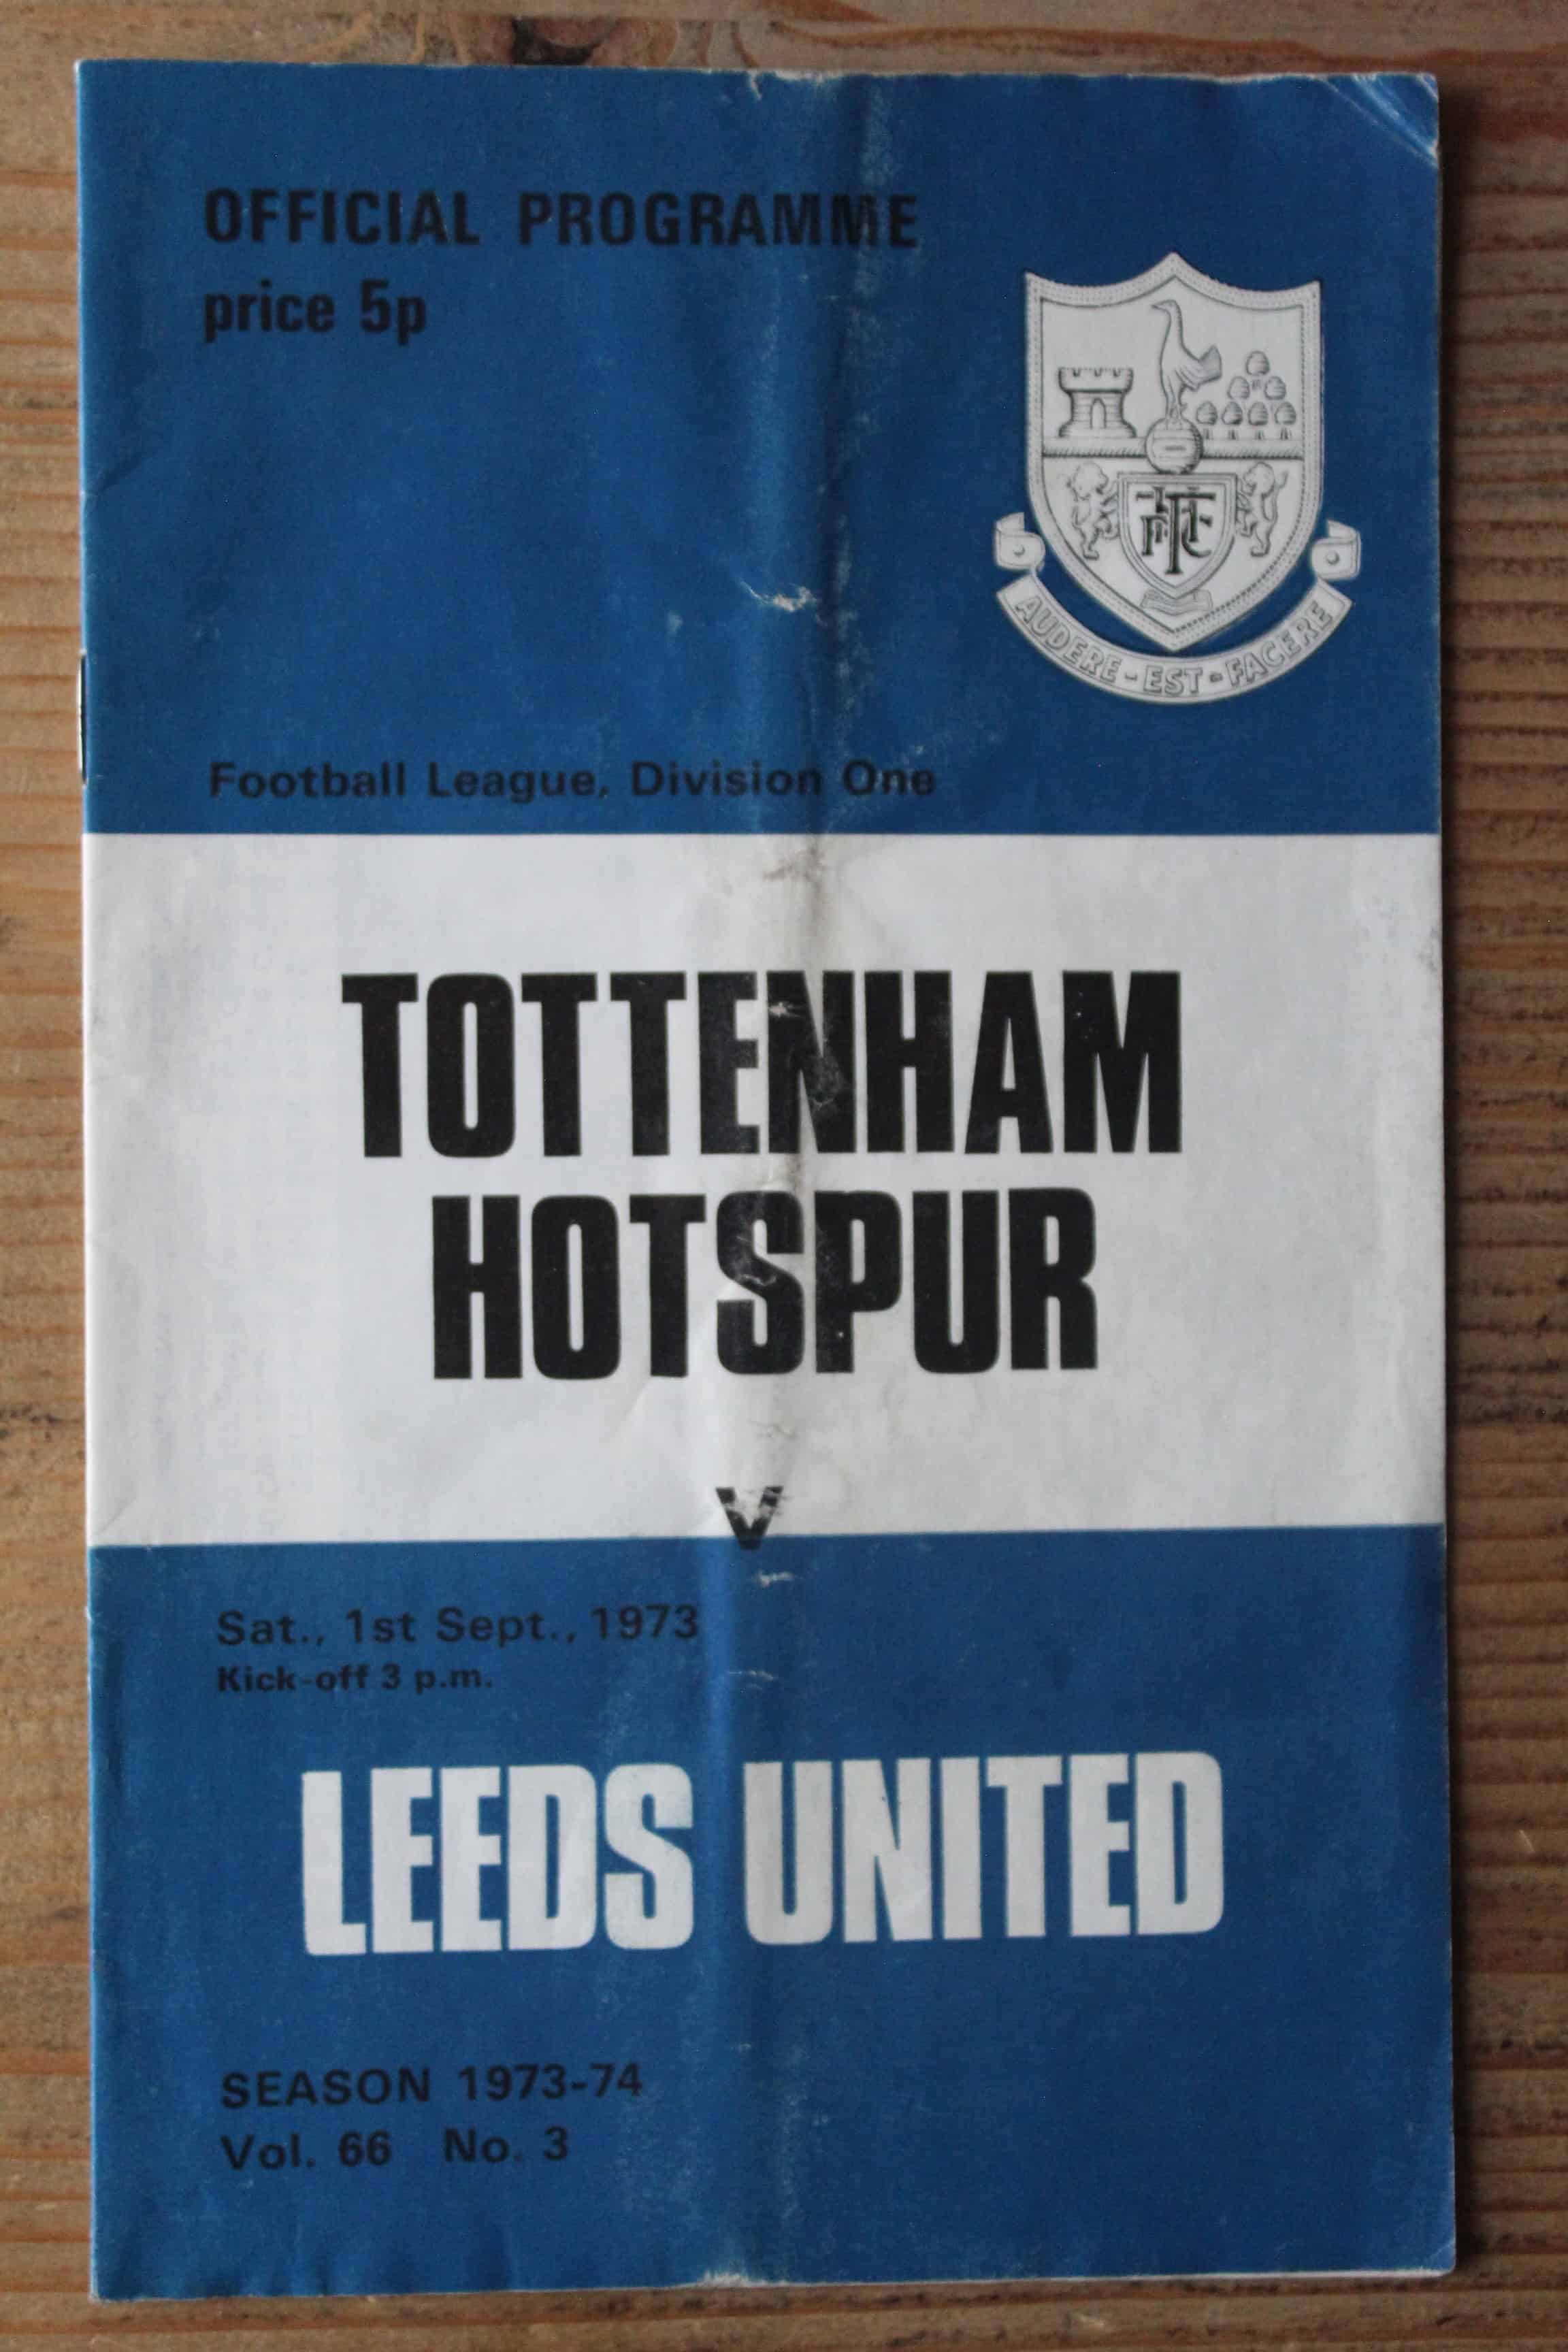 OFFICIAL PROGRAMME
price 5p
AUDERE - EST - FACERE
Football League, Division One
TOTTENHAM
HOTSPUR
v
Sat., 1st Sept., 1973
Kick-off 3 p.m.
LEEDS UNITED
SEASON 1973-74
Vol. 66 No. 3